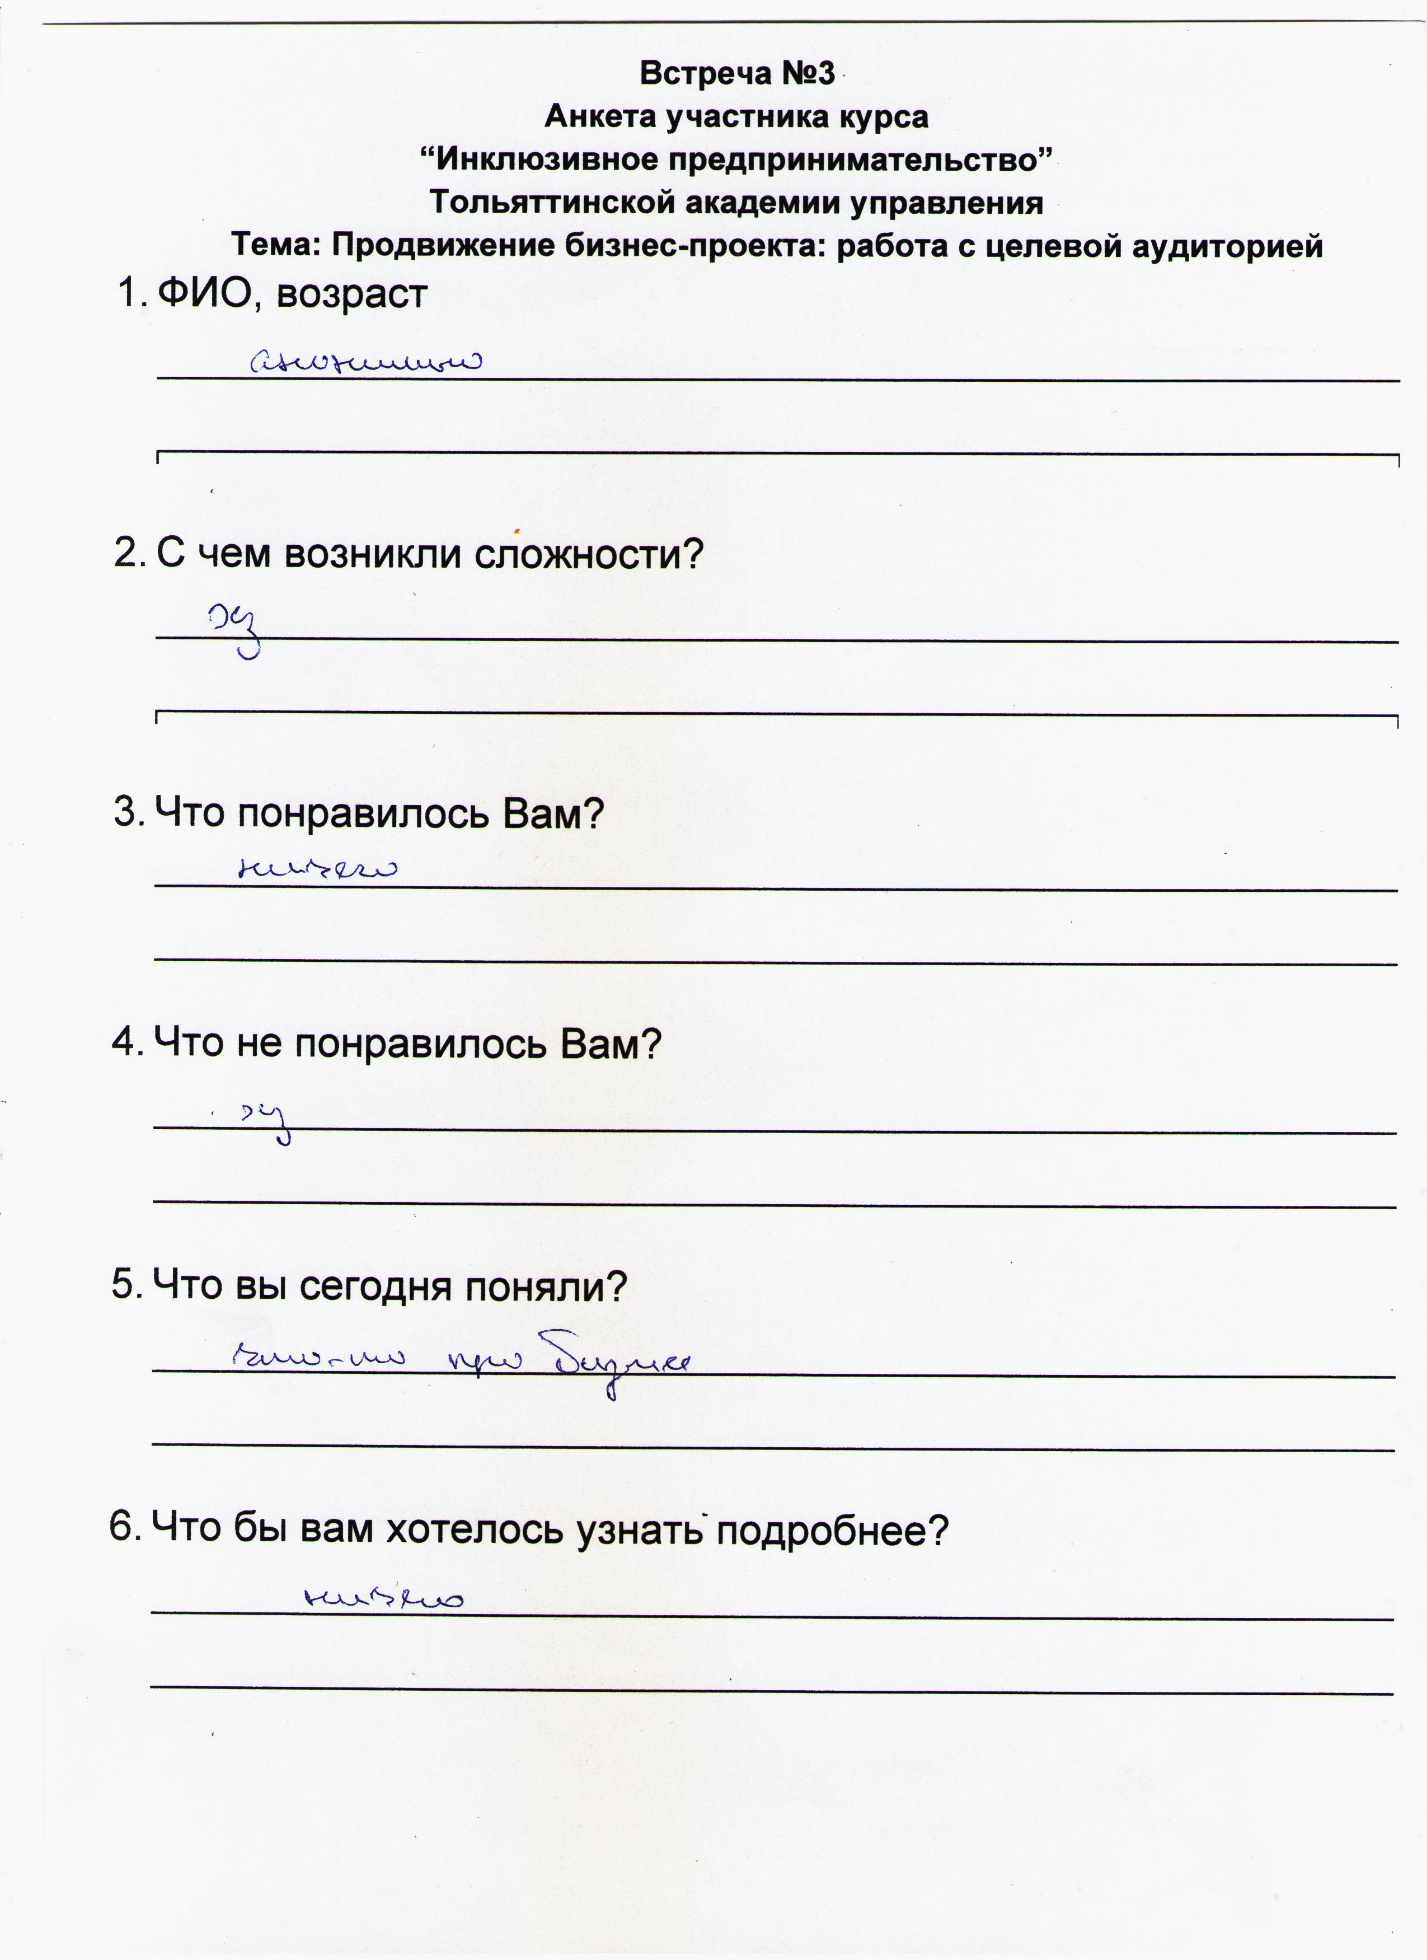 Встреча №3
Анкета участника курса
“Инклюзивное предпринимательство”
Тольяттинской академии управления
Тема: Продвижение бизнес-проекта: работа с целевой аудиторией
1. ФИО, возраст
анонимно
2. С чем возникли сложности?
хз
3. Что понравилось Вам?
ничего
4. Что не понравилось Вам?
хз
5. Что вы сегодня поняли?
что-то про бизнес
6. Что бы вам хотелось узнать подробнее?
ничего